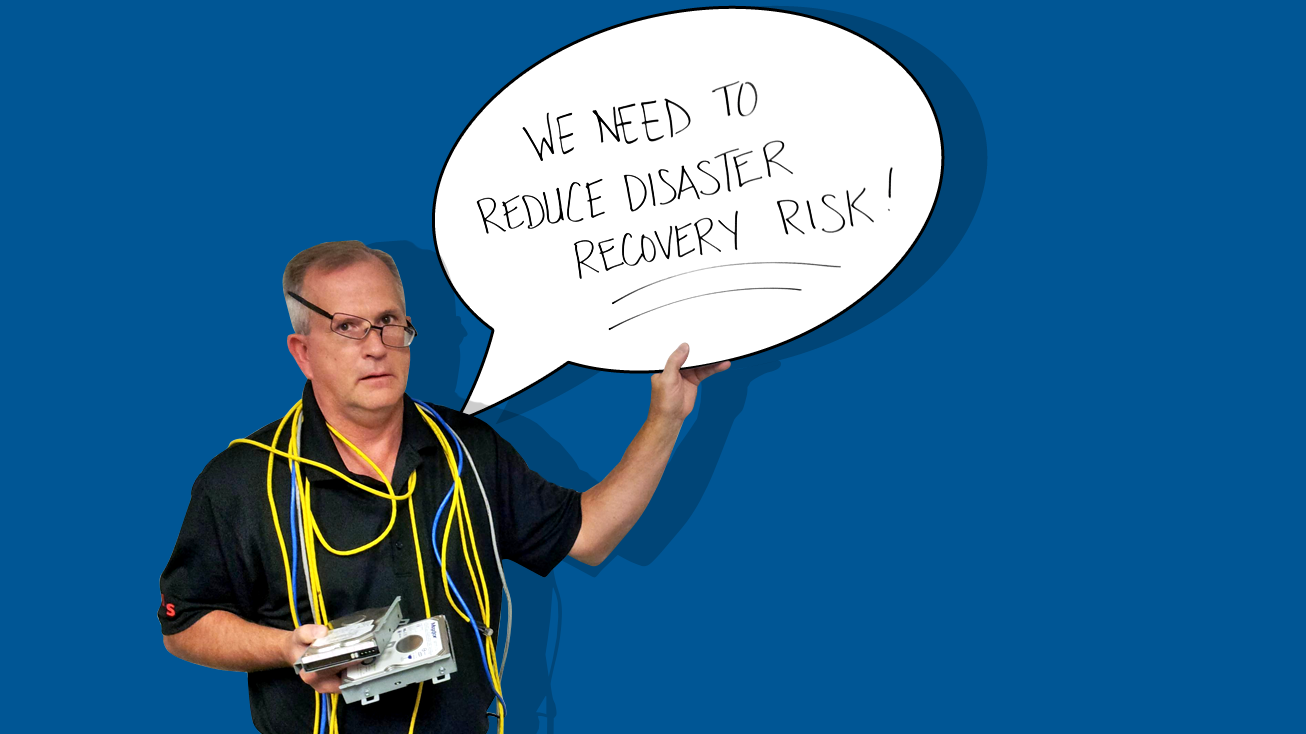 WE NEED TO
REDUCE DISASTER
RECOVERY RISK!